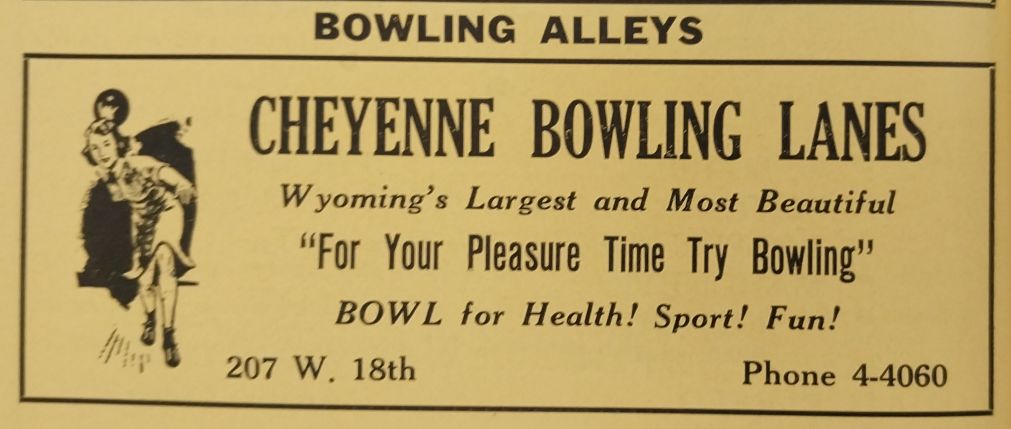 BOWLING ALLEYS
CHEYENNE BOWLING LANES
Wyoming's Largest and Most Beautiful
"For Your Pleasure Time Try Bowling"
BOWL for Health! Sport! Fun!
207 W. 18th Phone 4-4060